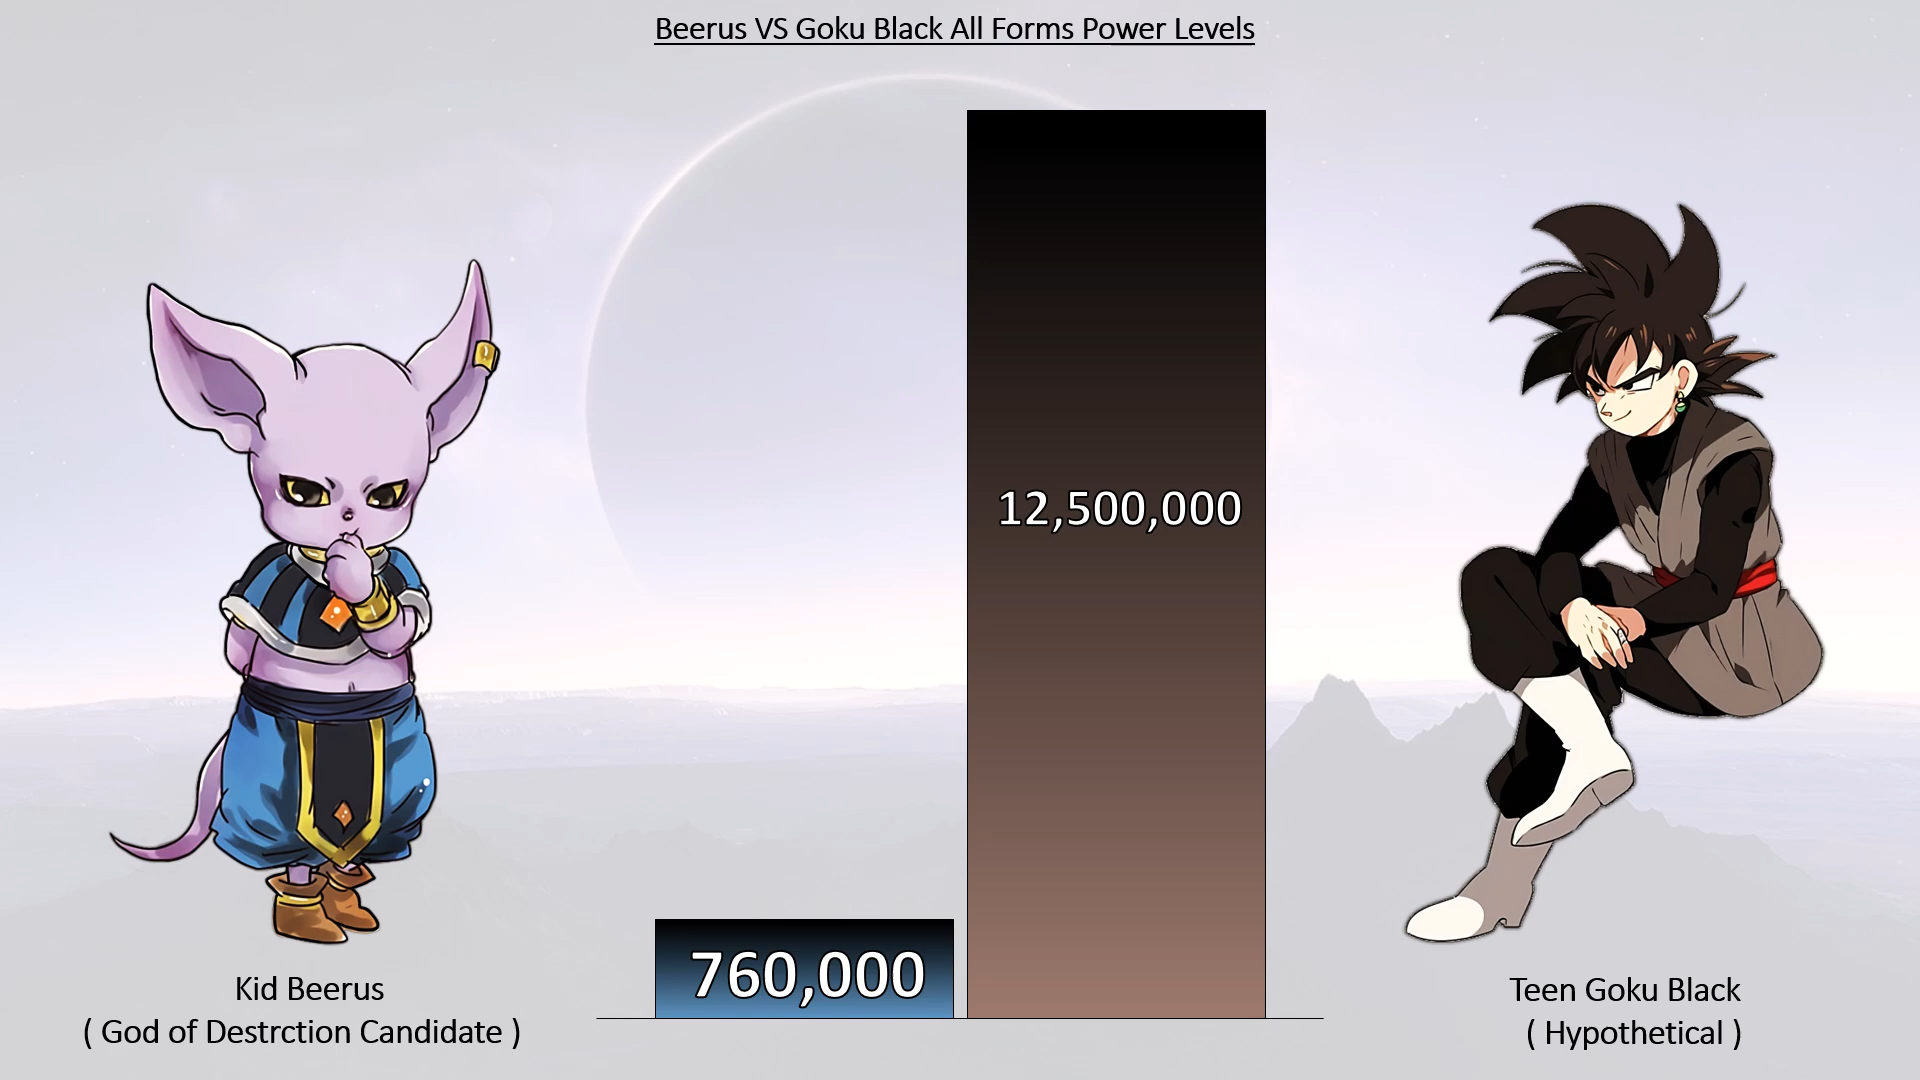 Beerus VS Goku Black All Forms Power Levels
12,500,000
760,000
Kid Beerus
( God of Destrction Candidate )
Teen Goku Black
( Hypothetical )